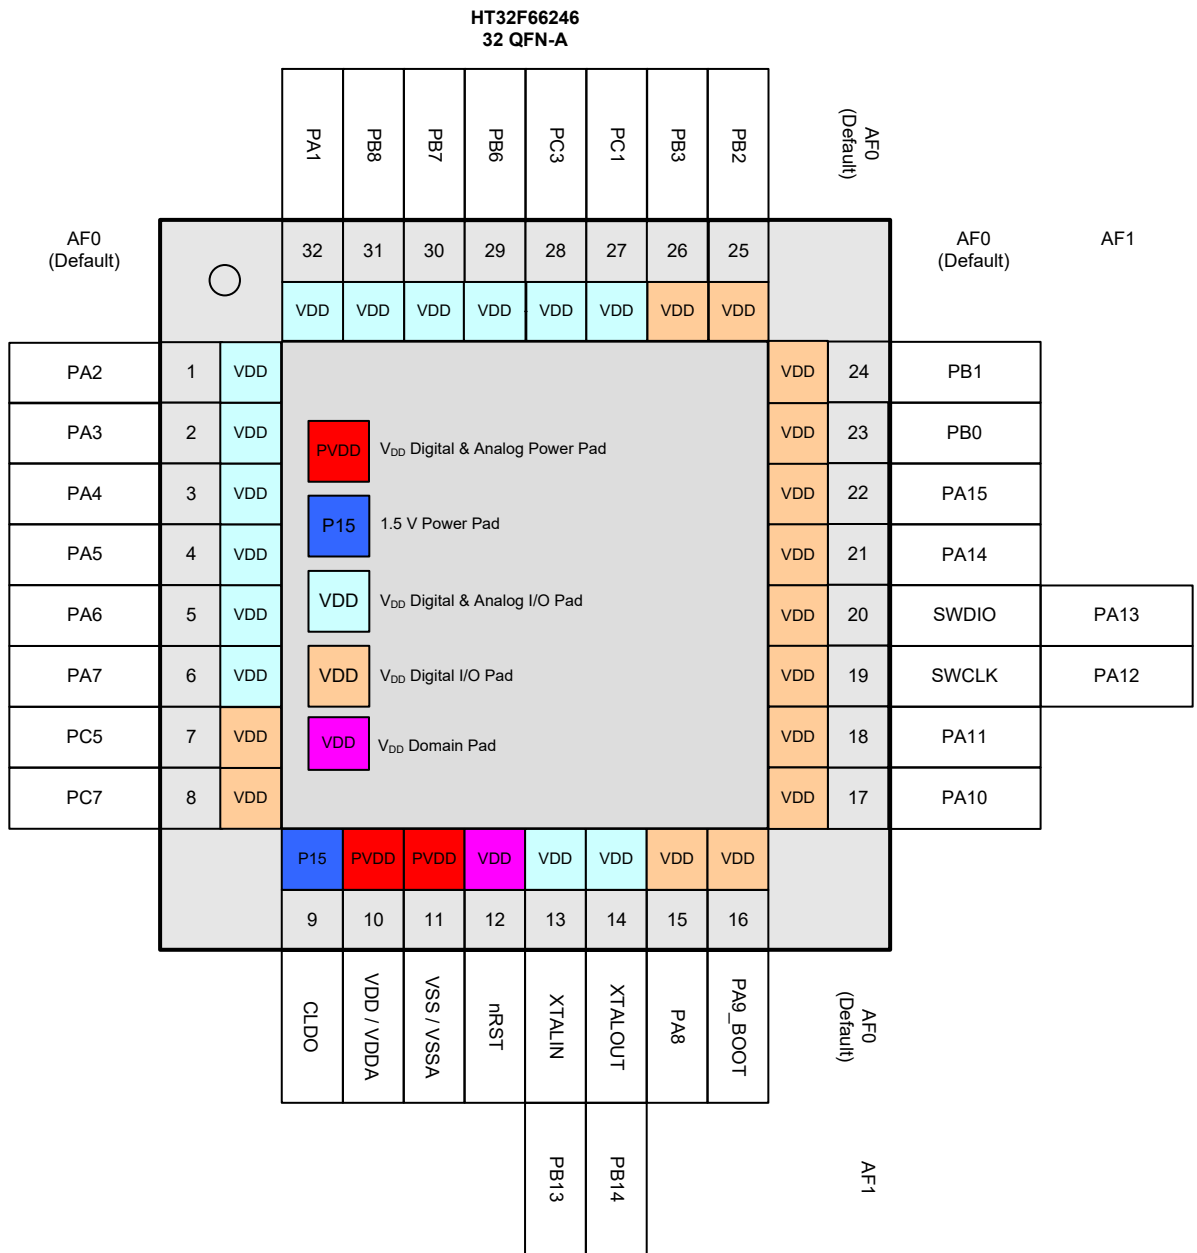 HT32F66246
32 QFN-A
PA1 PB8 PB7 PB6 PC3 PC1 PB3 PB2 AF0
(Default)
AF0
(Default)
32 31 30 29 28 27 26 25
AF0
(Default)
AF1
VDD VDD VDD VDD VDD VDD VDD VDD
PA2 1 VDD VDD 24 PB1
PA3 2 VDD VDD 23 PB0
PVDD VDD Digital & Analog Power Pad
PA4 3 VDD VDD 22 PA15
P15 1.5 V Power Pad
PA5 4 VDD VDD 21 PA14
PA6 5 VDD VDD 20 SWDIO PA13
VDD VDD Digital & Analog I/O Pad
PA7 6 VDD VDD 19 SWCLK PA12
VDD VDD Digital I/O Pad
PC5 7 VDD VDD 18 PA11
VDD VDD Domain Pad
PC7 8 VDD VDD 17 PA10
P15 PVDD PVDD VDD VDD VDD VDD VDD
9 10 11 12 13 14 15 16
CLDO VDD / VDDA VSS / VSSA nRST XTALIN XTALOUT PA8 PA9_BOOT AF0
(Default)
PB13 PB14 AF1